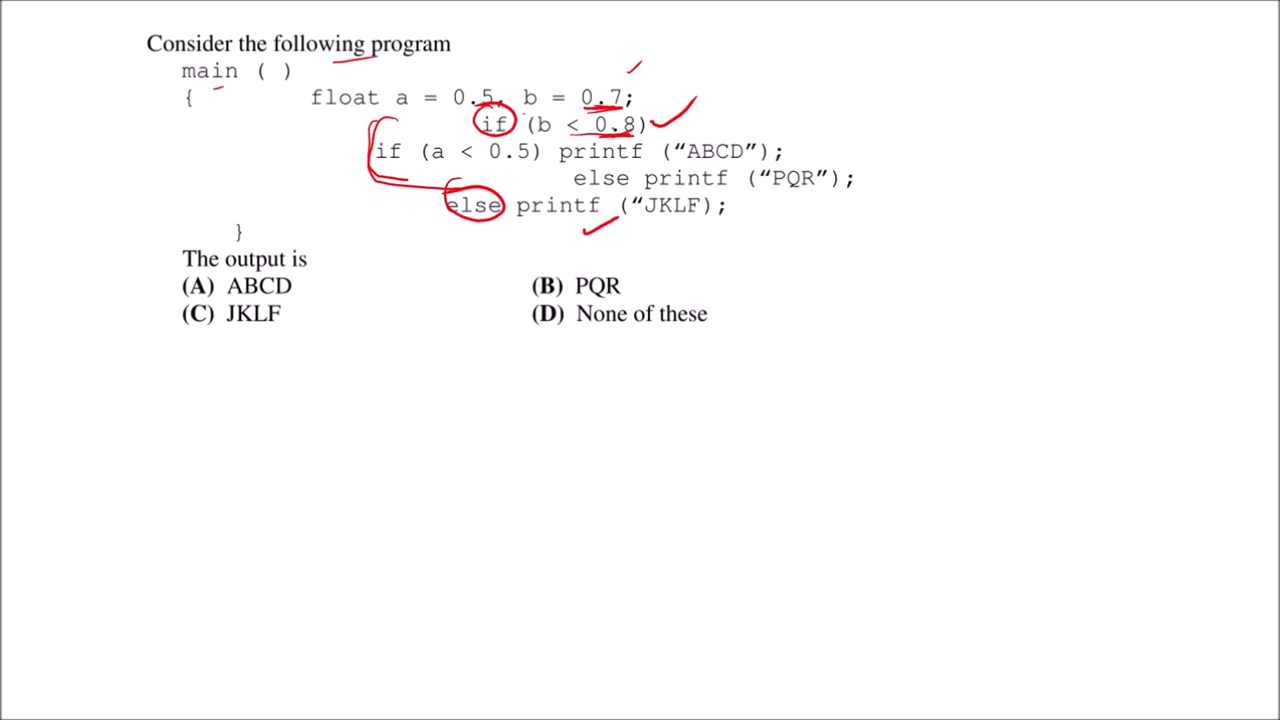 Consider the following program
main ( )
{ float a = 0.5, b = 0.7;
if (b < 0.8)
if (a < 0.5) printf (“ABCD”);
else printf (“PQR”);
else printf (“JKLF);
}
The output is
(A) ABCD (B) PQR
(C) JKLF (D) None of these